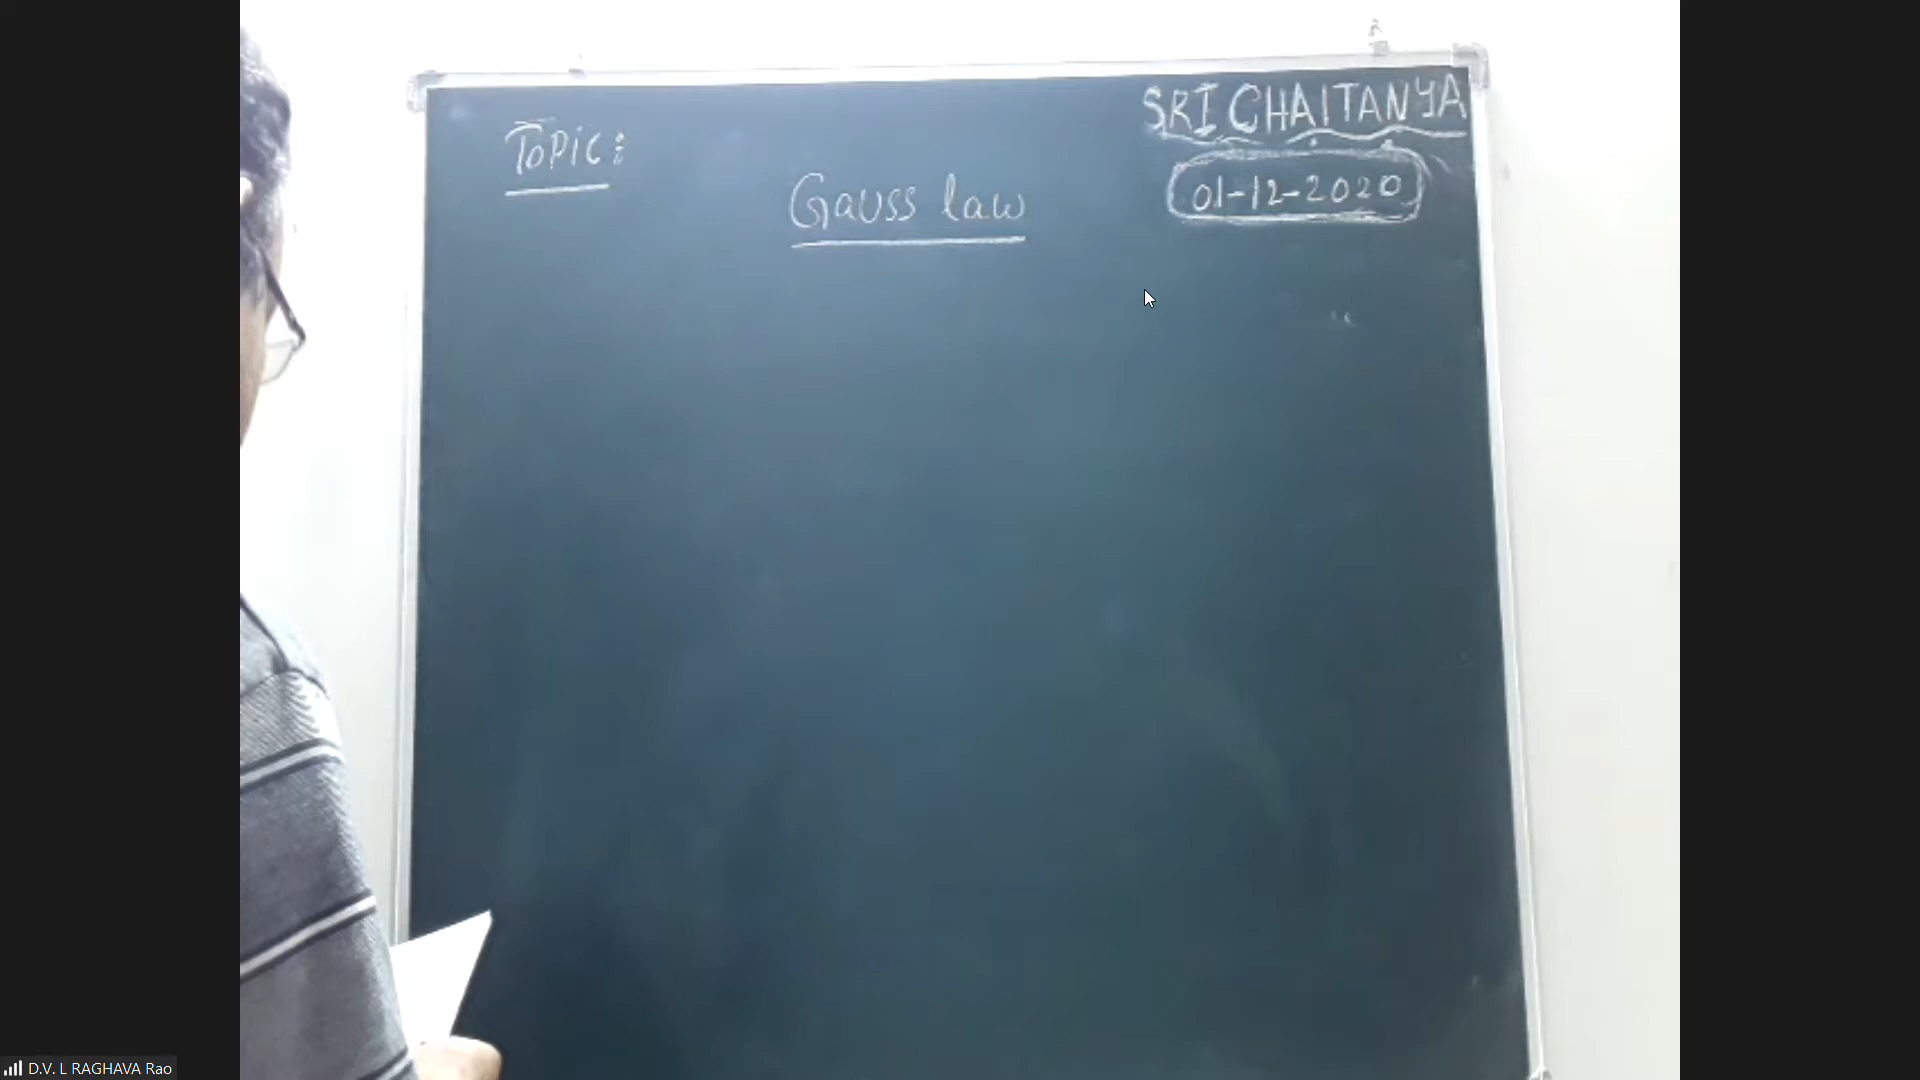 SRI CHAITANYA
Topic:
Gauss law
01-12-2020
D.V. L RAGHAVA Rao